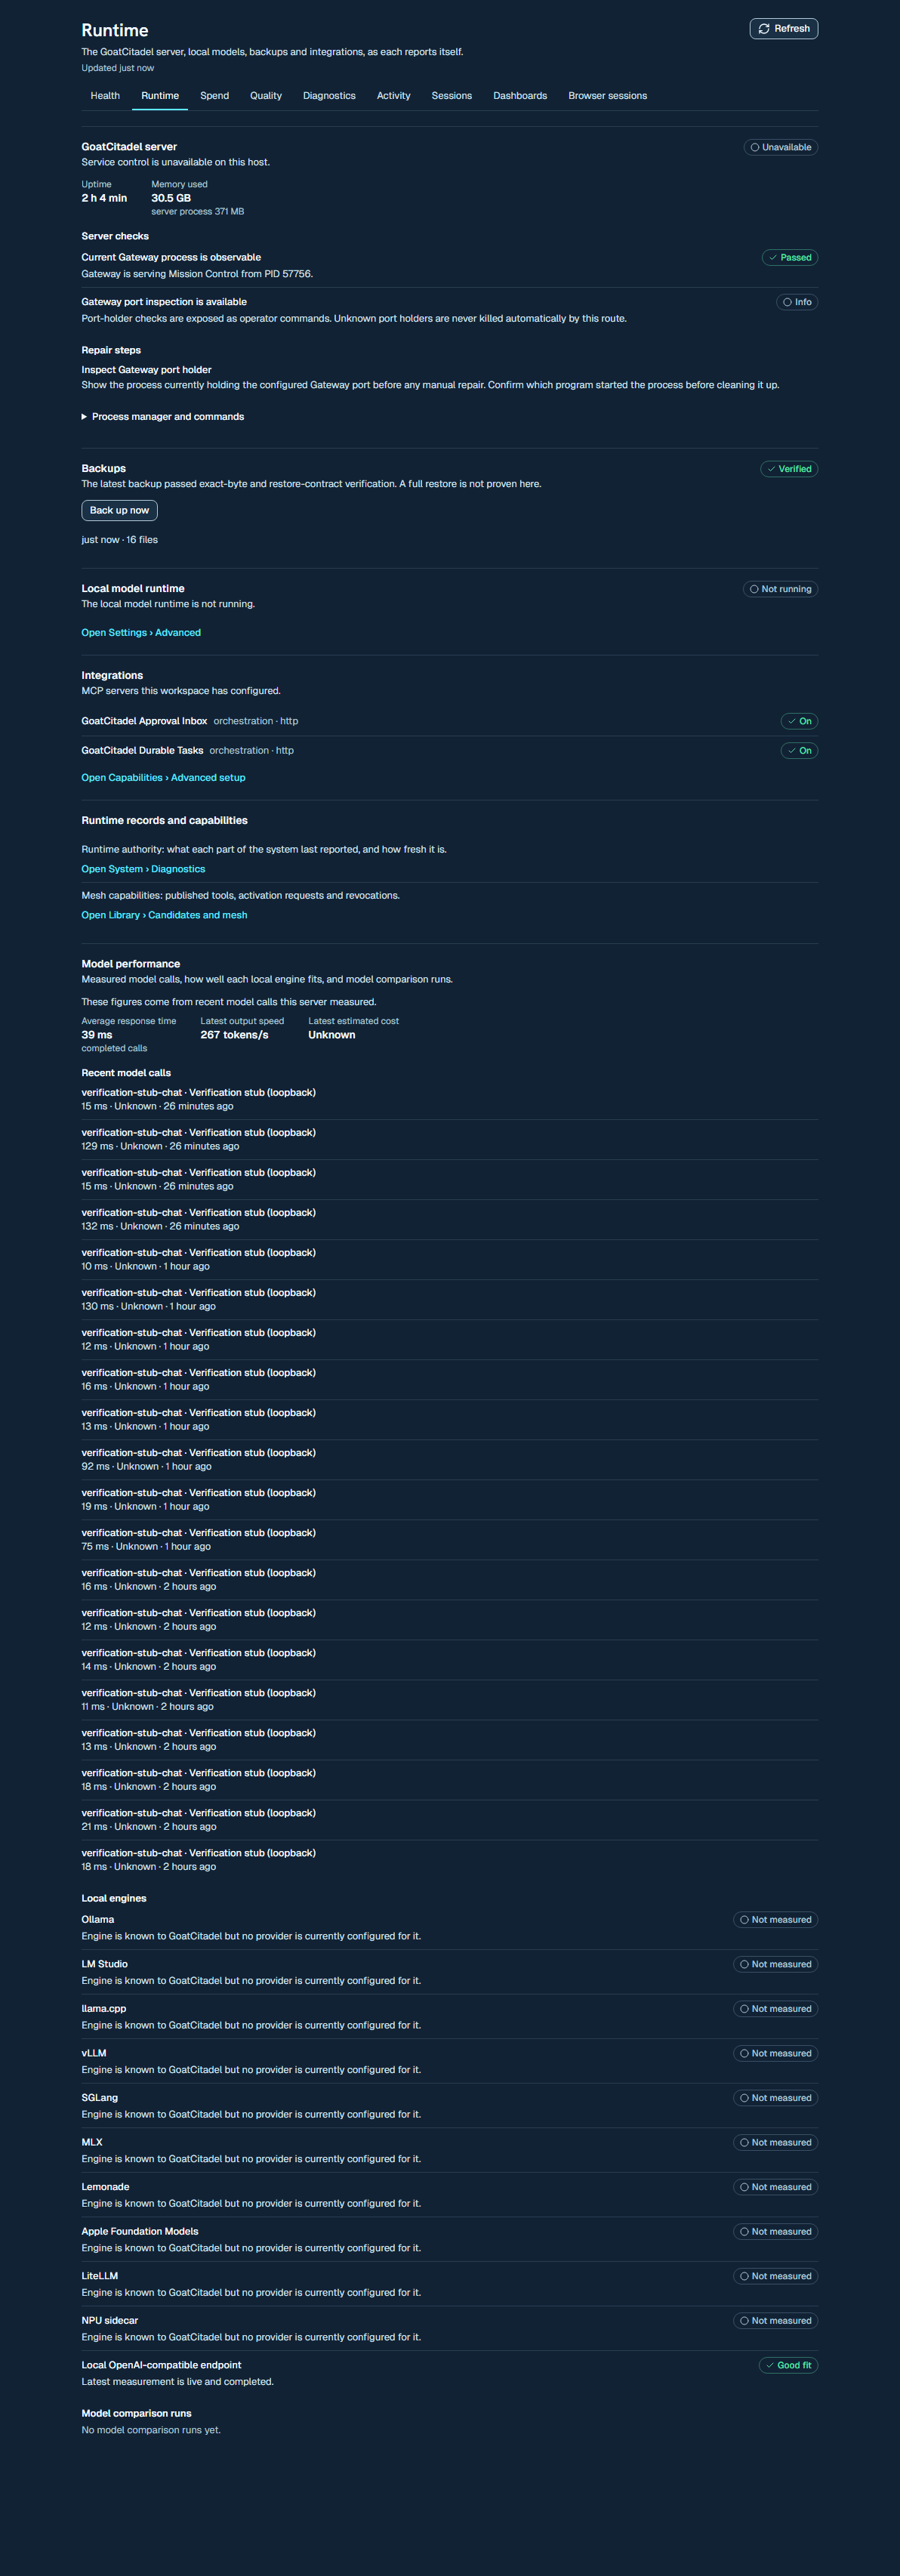 Runtime
Refresh
The GoatCitadel server, local models, backups and integrations, as each reports itself.
Updated just now
Health Runtime Spend Quality Diagnostics Activity Sessions Dashboards Browser sessions
GoatCitadel server
Unavailable
Service control is unavailable on this host.
Uptime Memory used
2 h 4 min 30.5 GB
server process 371 MB
Server checks
Current Gateway process is observable
Passed
Gateway is serving Mission Control from PID 57756.
Gateway port inspection is available
Info
Port-holder checks are exposed as operator commands. Unknown port holders are never killed automatically by this route.
Repair steps
Inspect Gateway port holder
Show the process currently holding the configured Gateway port before any manual repair. Confirm which program started the process before cleaning it up.
Process manager and commands
Backups
Verified
The latest backup passed exact-byte and restore-contract verification. A full restore is not proven here.
Back up now
just now · 16 files
Local model runtime
Not running
The local model runtime is not running.
Open Settings › Advanced
Integrations
MCP servers this workspace has configured.
GoatCitadel Approval Inbox orchestration · http
On
GoatCitadel Durable Tasks orchestration · http
On
Open Capabilities › Advanced setup
Runtime records and capabilities
Runtime authority: what each part of the system last reported, and how fresh it is.
Open System › Diagnostics
Mesh capabilities: published tools, activation requests and revocations.
Open Library › Candidates and mesh
Model performance
Measured model calls, how well each local engine fits, and model comparison runs.
These figures come from recent model calls this server measured.
Average response time Latest output speed Latest estimated cost
39 ms 267 tokens/s Unknown
completed calls
Recent model calls
verification-stub-chat · Verification stub (loopback)
15 ms · Unknown · 26 minutes ago
verification-stub-chat · Verification stub (loopback)
129 ms · Unknown · 26 minutes ago
verification-stub-chat · Verification stub (loopback)
15 ms · Unknown · 26 minutes ago
verification-stub-chat · Verification stub (loopback)
132 ms · Unknown · 26 minutes ago
verification-stub-chat · Verification stub (loopback)
10 ms · Unknown · 1 hour ago
verification-stub-chat · Verification stub (loopback)
130 ms · Unknown · 1 hour ago
verification-stub-chat · Verification stub (loopback)
12 ms · Unknown · 1 hour ago
verification-stub-chat · Verification stub (loopback)
16 ms · Unknown · 1 hour ago
verification-stub-chat · Verification stub (loopback)
13 ms · Unknown · 1 hour ago
verification-stub-chat · Verification stub (loopback)
92 ms · Unknown · 1 hour ago
verification-stub-chat · Verification stub (loopback)
19 ms · Unknown · 1 hour ago
verification-stub-chat · Verification stub (loopback)
75 ms · Unknown · 1 hour ago
verification-stub-chat · Verification stub (loopback)
16 ms · Unknown · 2 hours ago
verification-stub-chat · Verification stub (loopback)
12 ms · Unknown · 2 hours ago
verification-stub-chat · Verification stub (loopback)
14 ms · Unknown · 2 hours ago
verification-stub-chat · Verification stub (loopback)
11 ms · Unknown · 2 hours ago
verification-stub-chat · Verification stub (loopback)
13 ms · Unknown · 2 hours ago
verification-stub-chat · Verification stub (loopback)
18 ms · Unknown · 2 hours ago
verification-stub-chat · Verification stub (loopback)
21 ms · Unknown · 2 hours ago
verification-stub-chat · Verification stub (loopback)
18 ms · Unknown · 2 hours ago
Local engines
Ollama
Not measured
Engine is known to GoatCitadel but no provider is currently configured for it.
LM Studio
Not measured
Engine is known to GoatCitadel but no provider is currently configured for it.
llama.cpp
Not measured
Engine is known to GoatCitadel but no provider is currently configured for it.
vLLM
Not measured
Engine is known to GoatCitadel but no provider is currently configured for it.
SGLang
Not measured
Engine is known to GoatCitadel but no provider is currently configured for it.
MLX
Not measured
Engine is known to GoatCitadel but no provider is currently configured for it.
Lemonade
Not measured
Engine is known to GoatCitadel but no provider is currently configured for it.
Apple Foundation Models
Not measured
Engine is known to GoatCitadel but no provider is currently configured for it.
LiteLLM
Not measured
Engine is known to GoatCitadel but no provider is currently configured for it.
NPU sidecar
Not measured
Engine is known to GoatCitadel but no provider is currently configured for it.
Local OpenAI-compatible endpoint
Good fit
Latest measurement is live and completed.
Model comparison runs
No model comparison runs yet.